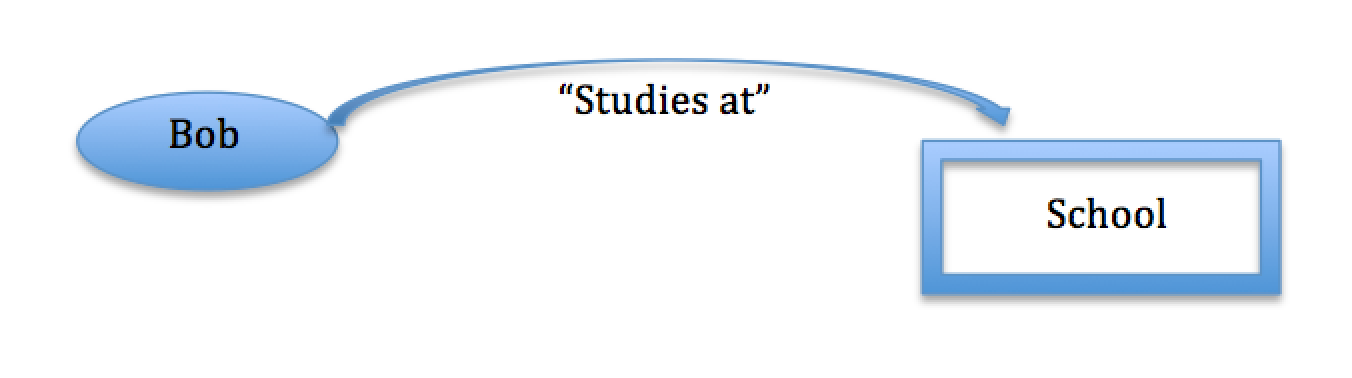 Bob
“Studies at”
School